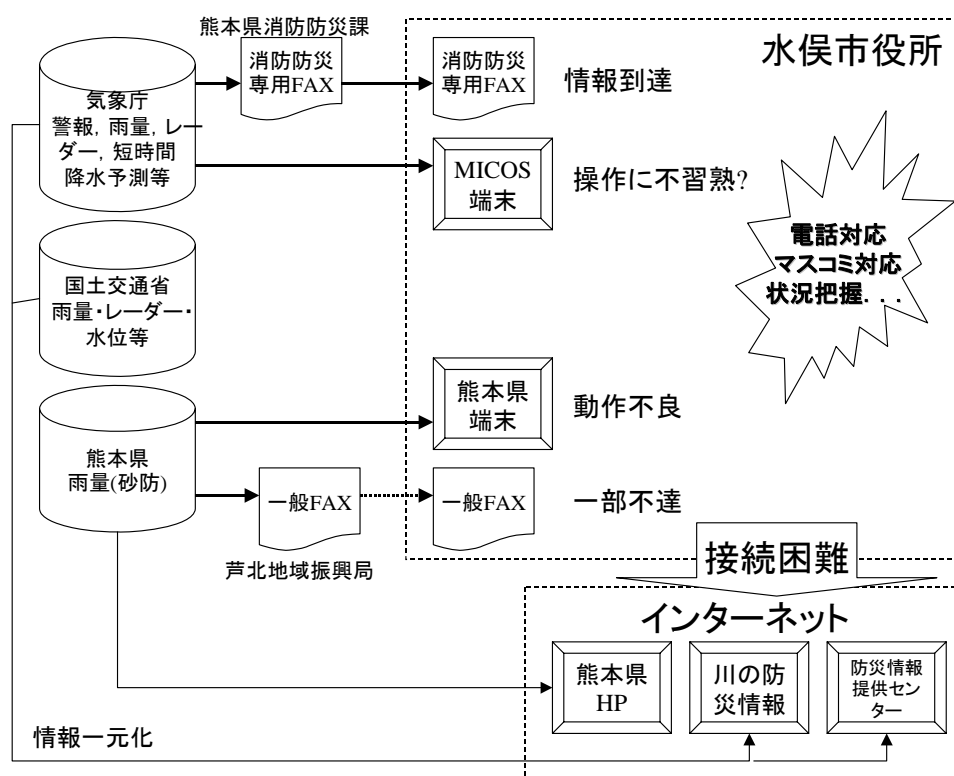 熊本県消防防災課
水俣市役所
消防防災
専用FAX
消防防災
専用FAX
情報到達
気象庁
警報, 雨量, レー
ダー, 短時間
降水予測等
MICOS
端末
操作に不習熟?
電話対応
マスコミ対応
状況把握. . .
国土交通省
雨量・レーダー・
水位等
熊本県
端末
動作不良
熊本県
雨量(砂防)
一般FAX
一般FAX
一部不達
芦北地域振興局
接続困難
インターネット
熊本県
HP
川の防
災情報
防災情報
提供セン
ター
情報一元化